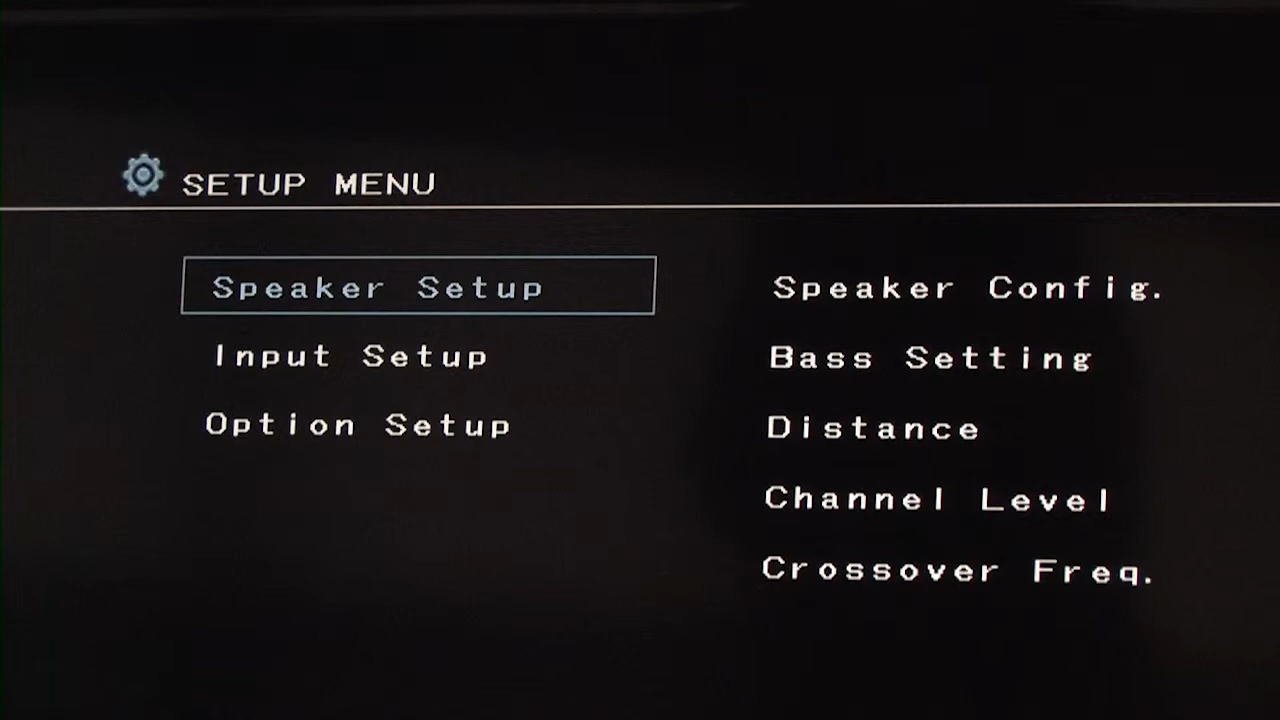 SETUP MENU
Speaker Setup
Input Setup
Option Setup
Speaker Config.
Bass Setting
Distance
Channel Level
Crossover Freq.